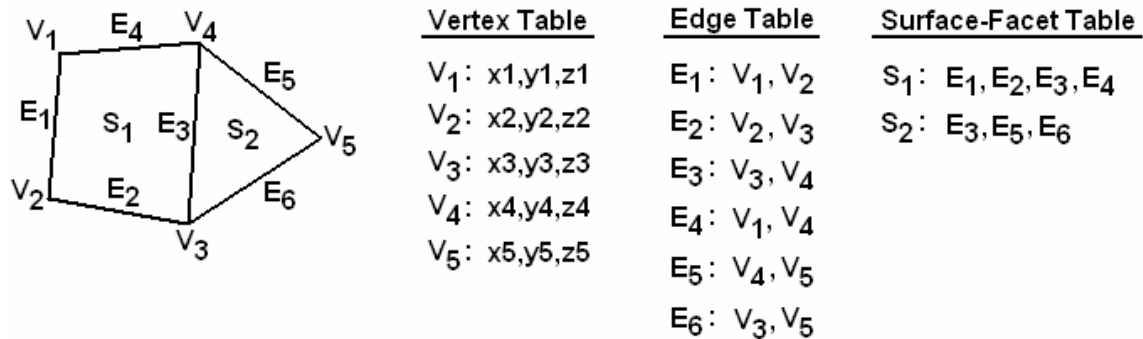 V1
E4
V4
E1
S1
E3
E5
S2
V5
V2
E2
E6
V3
Vertex Table
V1: x1,y1,z1
V2: x2,y2,z2
V3: x3,y3,z3
V4: x4,y4,z4
V5: x5,y5,z5
Edge Table
E1: V1, V2
E2: V2, V3
E3: V3, V4
E4: V1, V4
E5: V4, V5
E6: V3, V5
Surface-Facet Table
S1: E1, E2, E3, E4
S2: E3, E5, E6